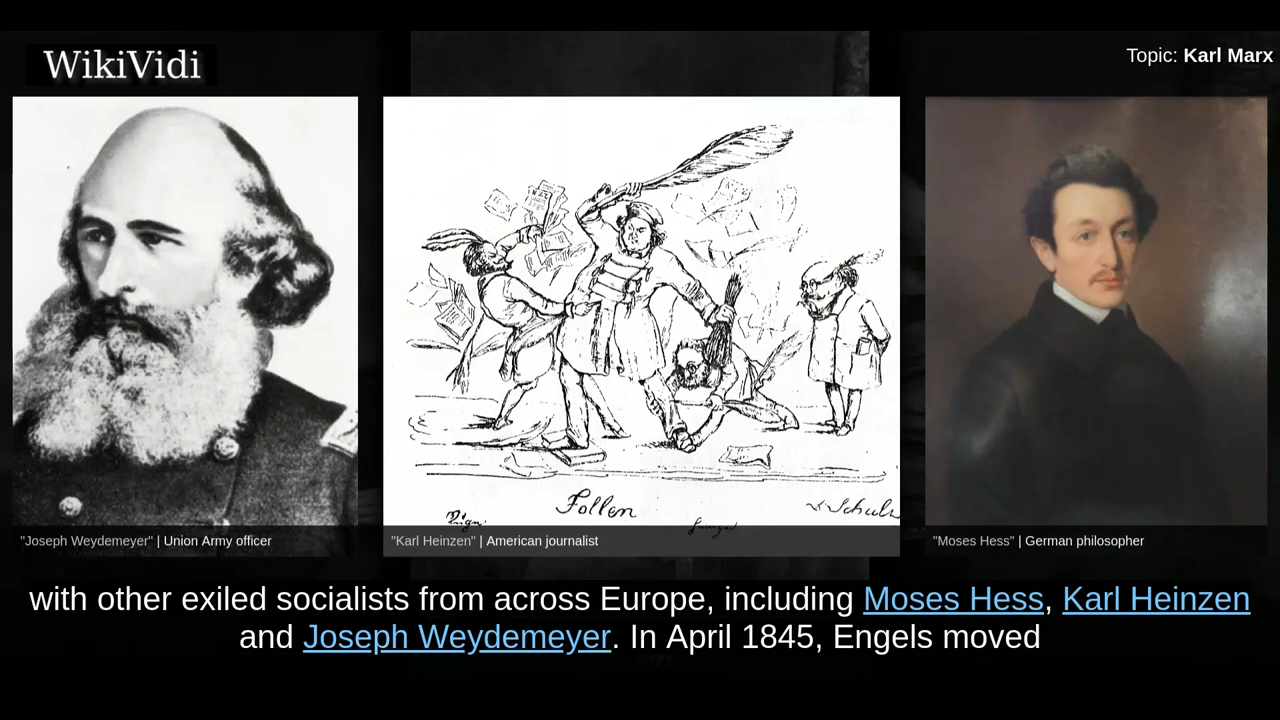 WikiVidi
Topic: Karl Marx
Follen
"Joseph Weydemeyer" | Union Army officer
"Karl Heinzen" | American journalist
"Moses Hess" | German philosopher
with other exiled socialists from across Europe, including Moses Hess, Karl Heinzen
and Joseph Weydemeyer. In April 1845, Engels moved